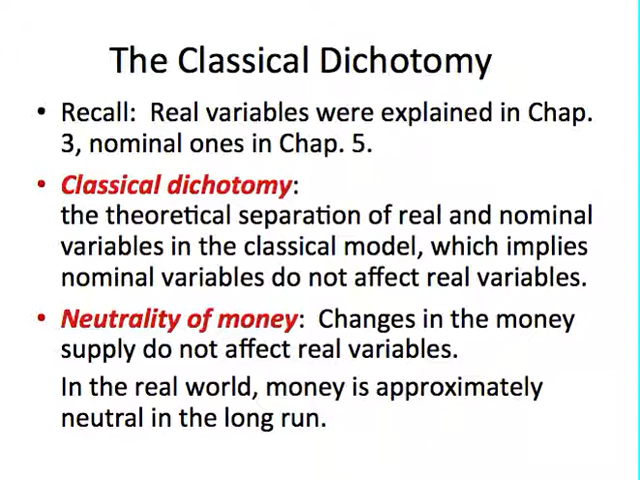 The Classical Dichotomy
• Recall:  Real variables were explained in Chap.
3, nominal ones in Chap. 5.
• Classical dichotomy:
the theoretical separation of real and nominal
variables in the classical model, which implies
nominal variables do not affect real variables.
• Neutrality of money:  Changes in the money
supply do not affect real variables.
In the real world, money is approximately
neutral in the long run.